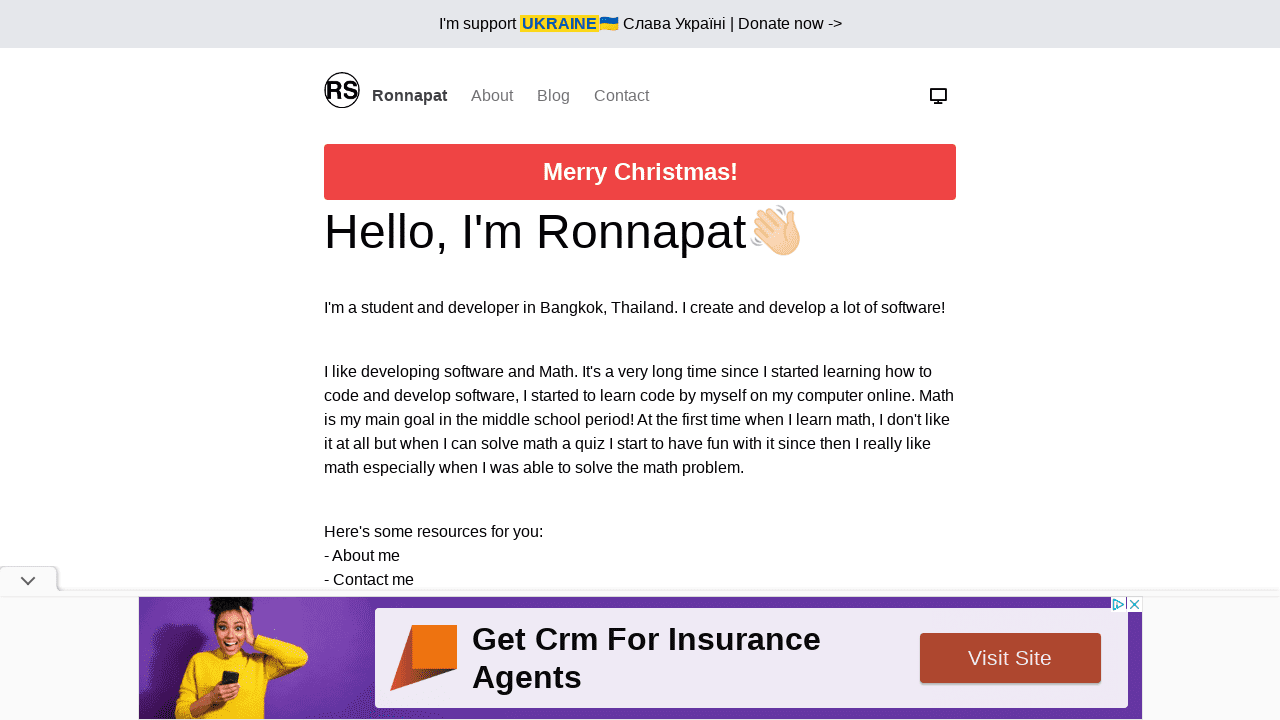 I'm support UKRAINE🇺🇦 Слава Україні | Donate now ->
RS Ronnapat About Blog Contact
Merry Christmas!
Hello, I'm Ronnapat👋🏻
I'm a student and developer in Bangkok, Thailand. I create and develop a lot of software!
I like developing software and Math. It's a very long time since I started learning how to
code and develop software, I started to learn code by myself on my computer online. Math
is my main goal in the middle school period! At the first time when I learn math, I don't like
it at all but when I can solve math a quiz I start to have fun with it since then I really like
math especially when I was able to solve the math problem.
Here's some resources for you:
- About me
- Contact me
Get Crm For Insurance
Agents
Visit Site